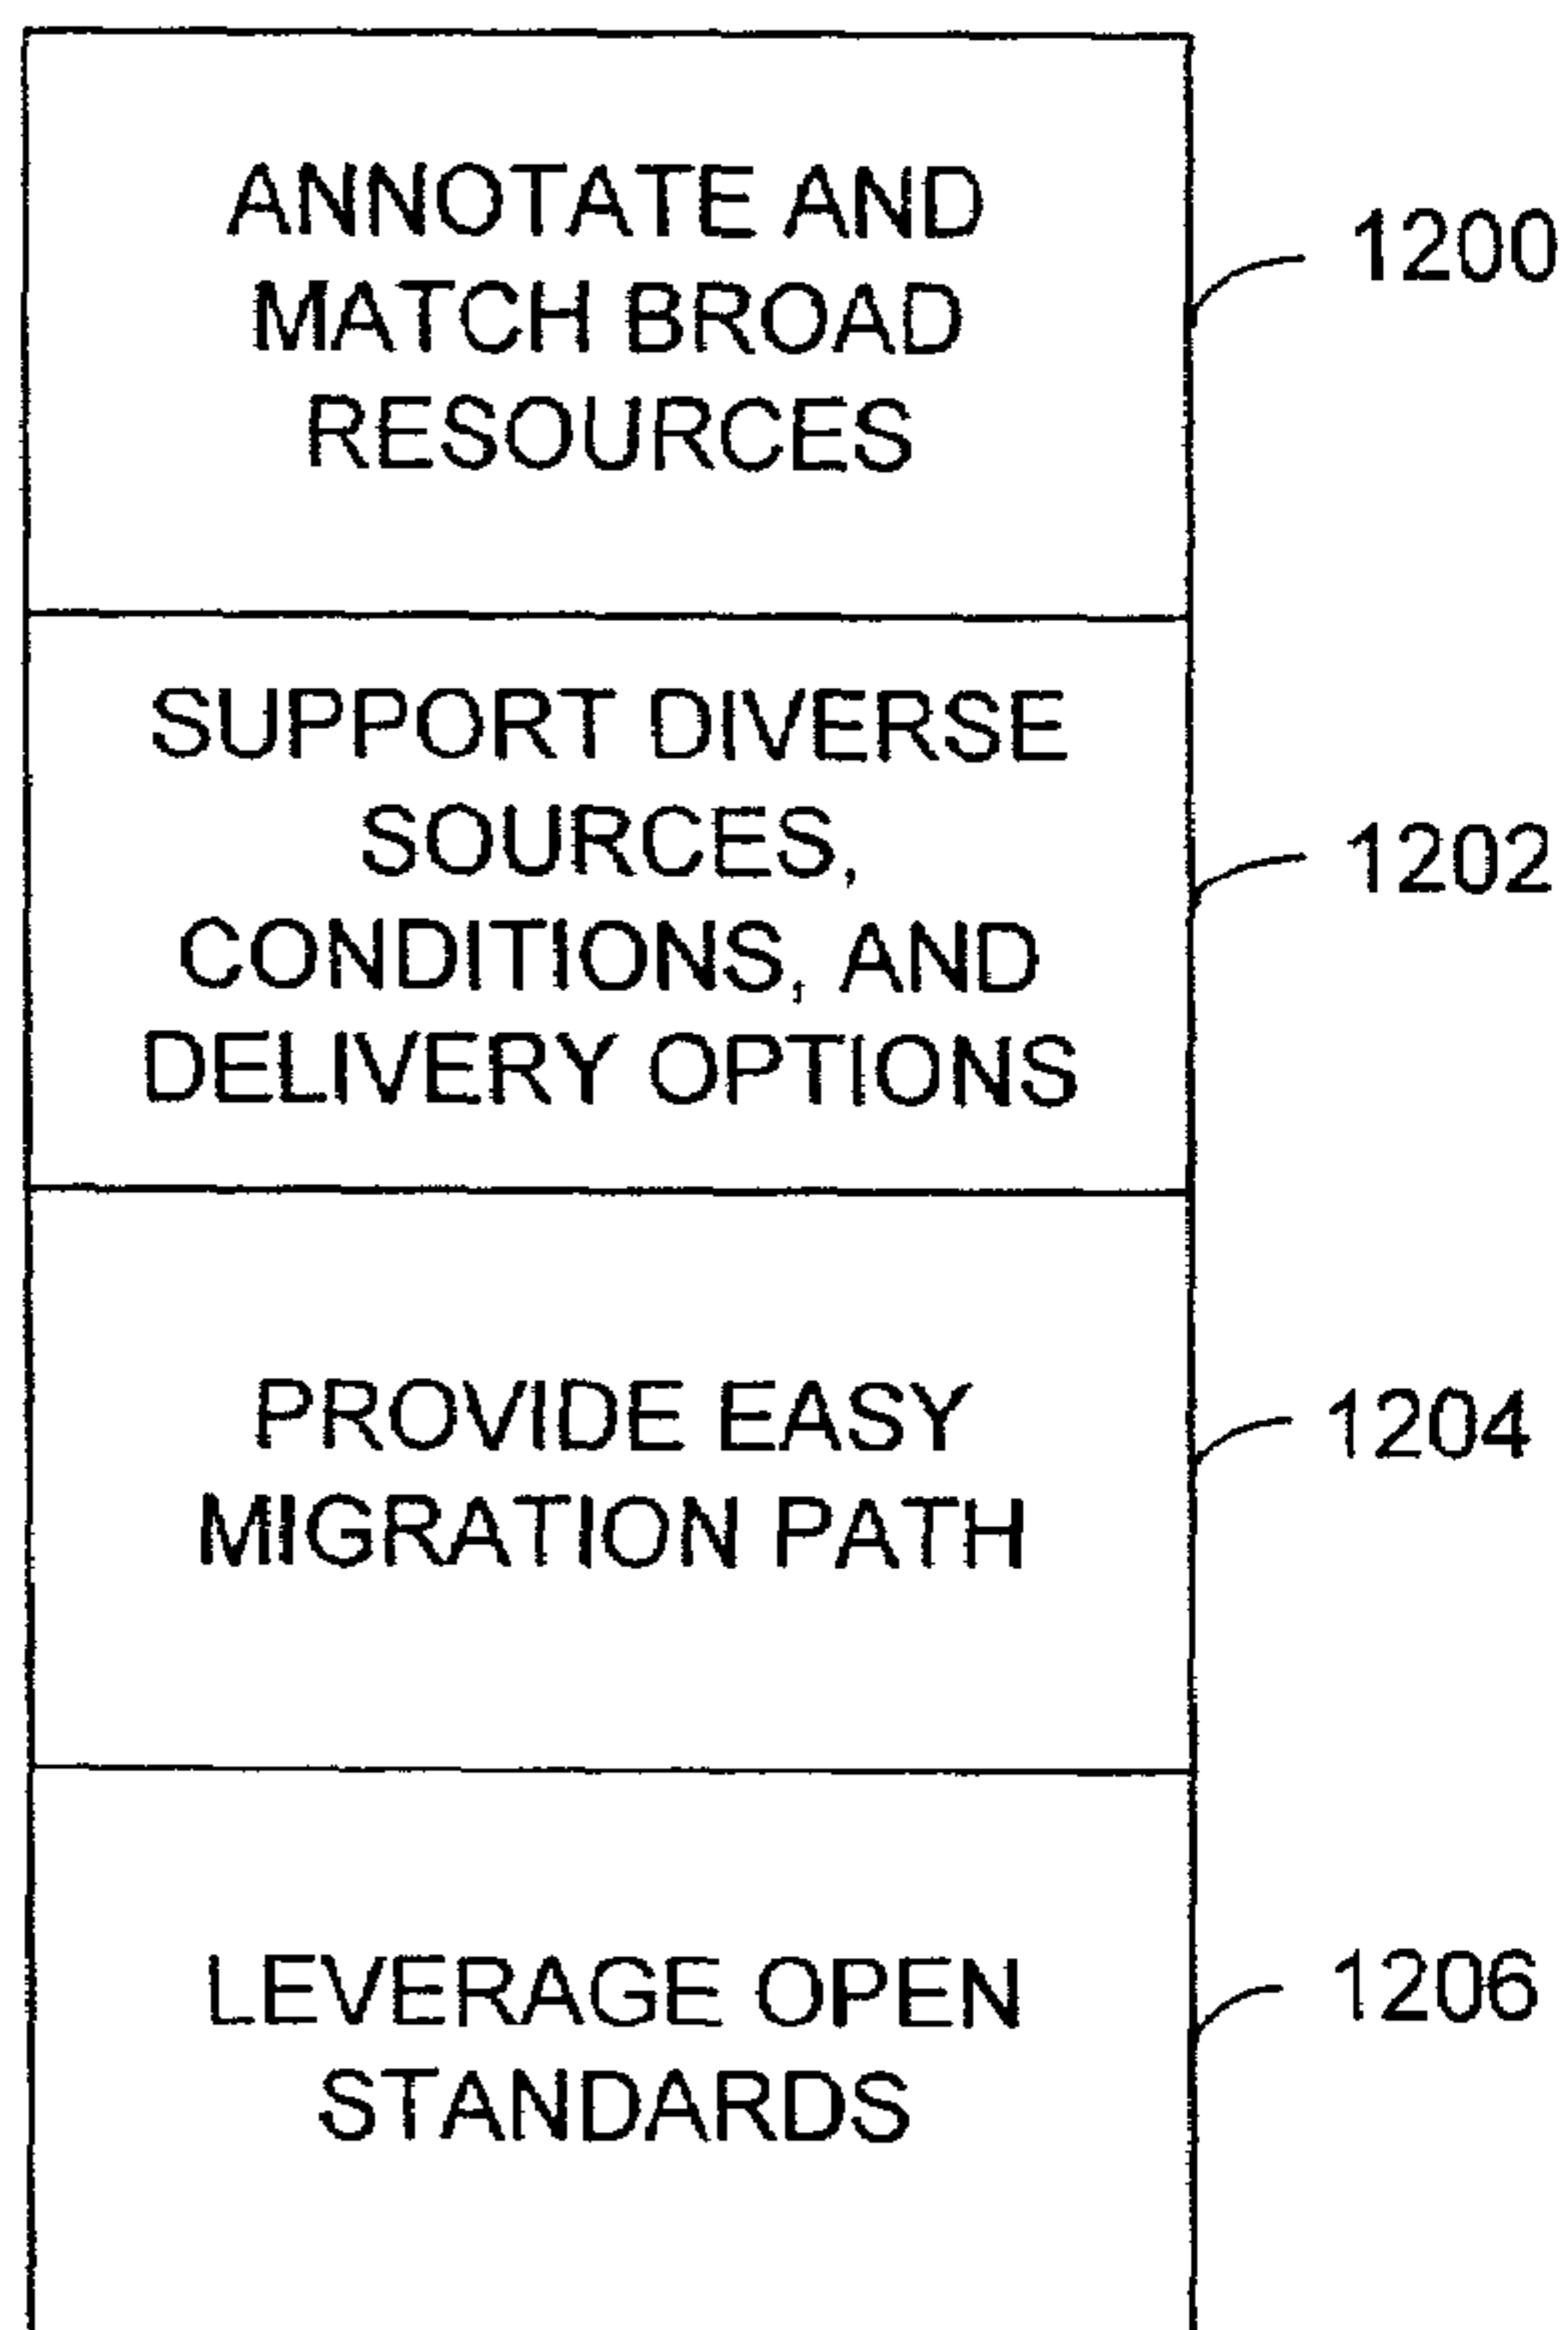 ANNOTATE AND
MATCH BROAD
RESOURCES
1200
SUPPORT DIVERSE
SOURCES,
CONDITIONS, AND
DELIVERY OPTIONS
1202
PROVIDE EASY
MIGRATION PATH
1204
LEVERAGE OPEN
STANDARDS
1206